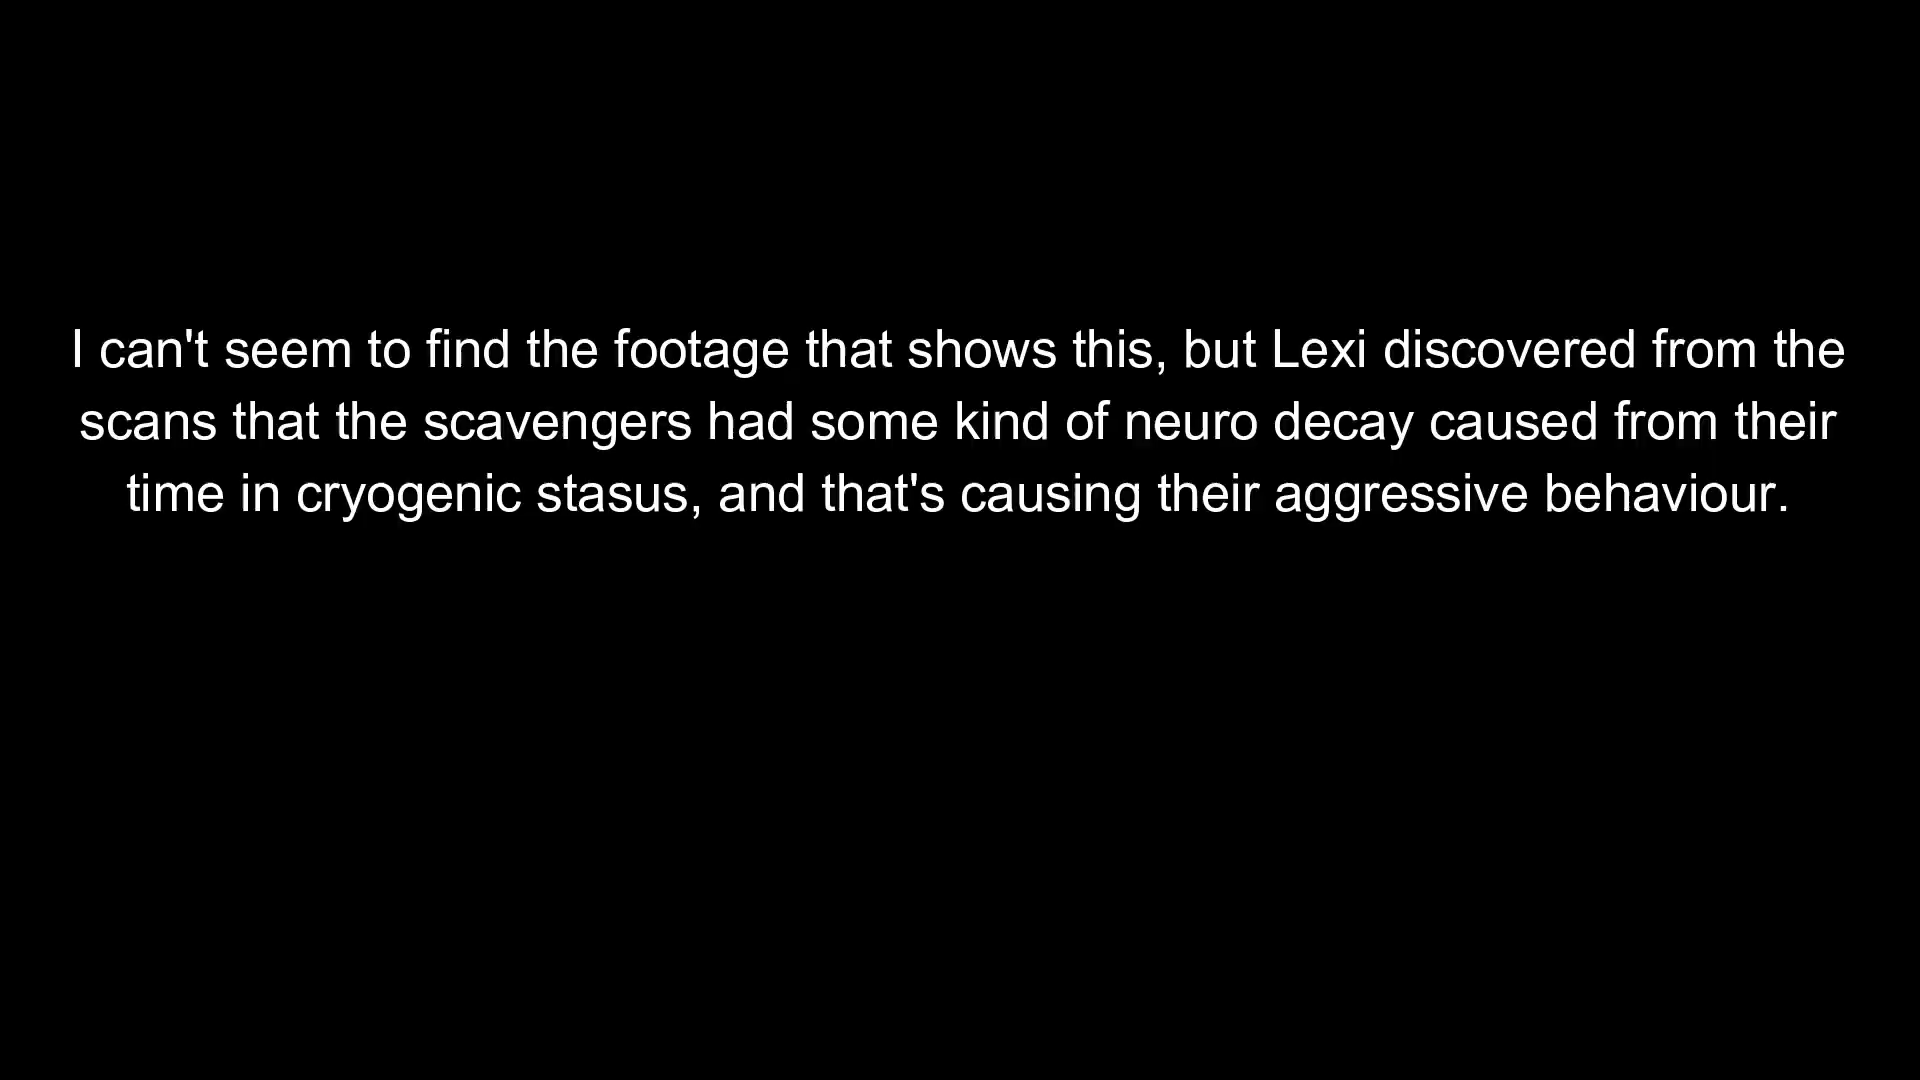 I can't seem to find the footage that shows this, but Lexi discovered from the
scans that the scavengers had some kind of neuro decay caused from their
time in cryogenic stasus, and that's causing their aggressive behaviour.